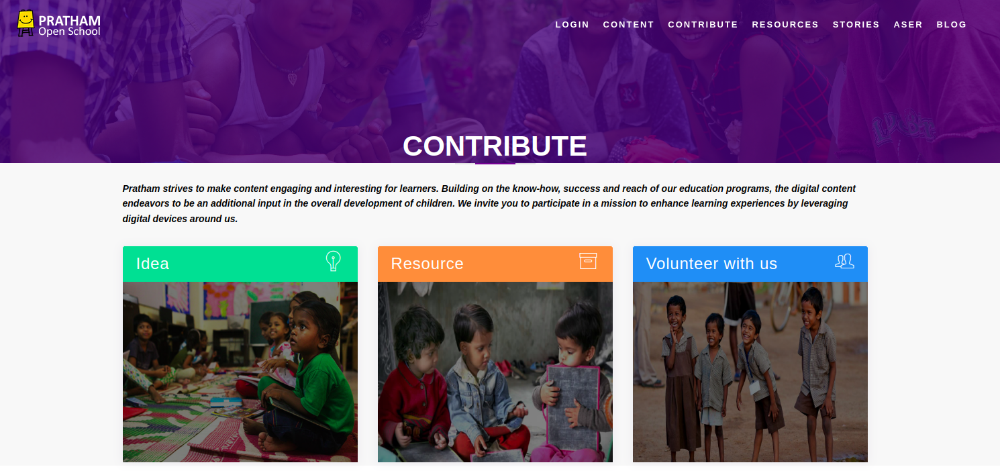 PRATHAM
Open School
LOGIN CONTENT CONTRIBUTE RESOURCES STORIES ASER BLOG
CONTRIBUTE
Pratham strives to make content engaging and interesting for learners. Building on the know-how, success and reach of our education programs, the digital content
endeavors to be an additional input in the overall development of children. We invite you to participate in a mission to enhance learning experiences by leveraging
digital devices around us.
Idea
Resource
Volunteer with us